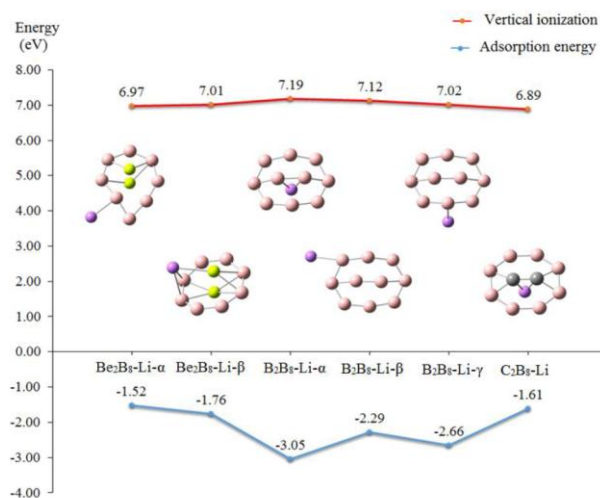 Energy
(eV)
Vertical ionization
Adsorption energy
8.00
7.00
6.00
5.00
4.00
3.00
2.00
1.00
0.00
-1.00
-2.00
-3.00
-4.00
6.97 7.01 7.19 7.12 7.02 6.89
Be₂B₈-Li-α Be₂B₈-Li-β B₂B₈-Li-α B₂B₈-Li-β B₂B₈-Li-γ C₂B₈-Li
-1.52 -1.76 -3.05 -2.29 -2.66 -1.61